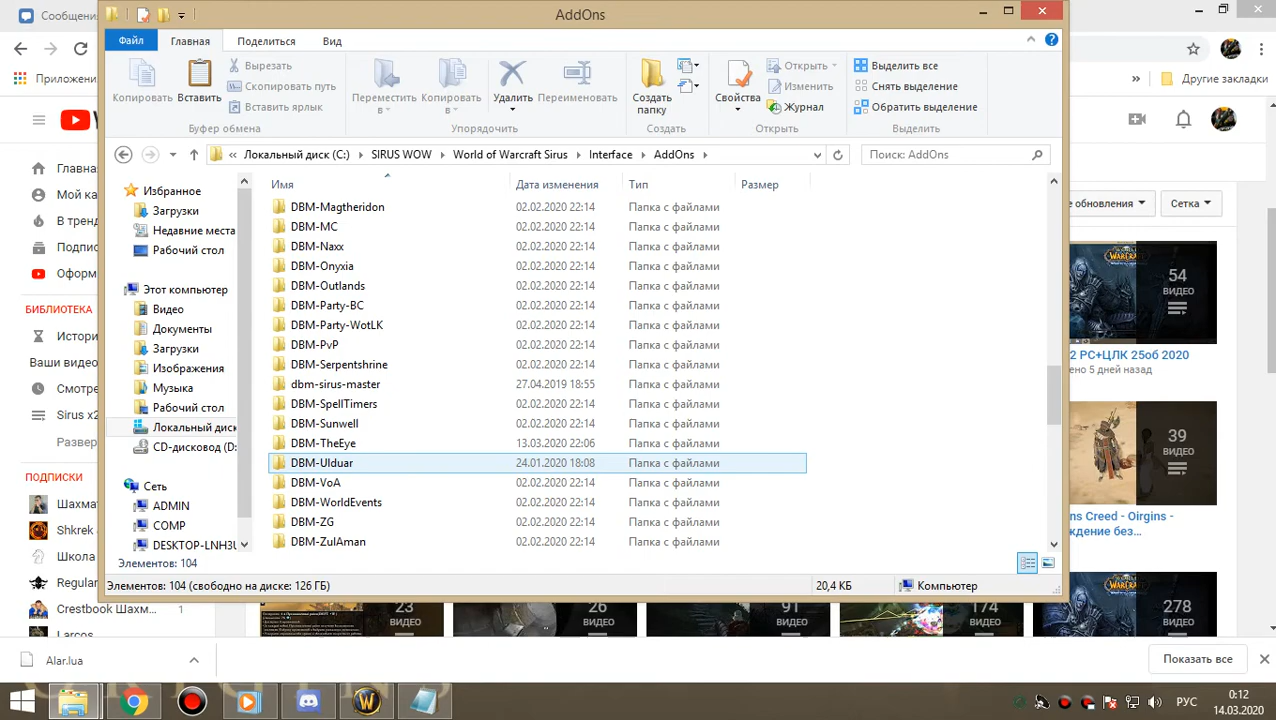 Сообщения
AddOns
Файл
Главная
Поделиться
Вид
Копировать
Вставить
Вырезать
Скопировать путь
Вставить ярлык
Буфер обмена
Переместить в
Копировать в
Удалить
Переименовать
Упорядочить
Создать папку
Создать
Свойства
Открыть
Изменить
Журнал
Открыть
Выделить все
Снять выделение
Обратить выделение
Выделить
« Локальный диск (C:) SIRUS WOW World of Warcraft Sirus Interface AddOns
Поиск: AddOns
Приложени
» Другие закладки
Главна
Мой ка
В тренд
Подпис
Оформ
БИБЛИОТЕКА
Истори
Ваши видео
Смотре
Sirus x2
Развер
ПОДПИСКИ
Шахмат
Shkrek
Школа
Regular
Crestbook Шахм... 1
Larcos
Избранное
Загрузки
Недавние места
Рабочий стол
Этот компьютер
Видео
Документы
Загрузки
Изображения
Музыка
Рабочий стол
Локальный диск
CD-дисковод (D:
Сеть
ADMIN
COMP
DESKTOP-LNH3U
Имя Дата изменения Тип Размер
DBM-Magtheridon 02.02.2020 22:14 Папка с файлами
DBM-MC 02.02.2020 22:14 Папка с файлами
DBM-Naxx 02.02.2020 22:14 Папка с файлами
DBM-Onyxia 02.02.2020 22:14 Папка с файлами
DBM-Outlands 02.02.2020 22:14 Папка с файлами
DBM-Party-BC 02.02.2020 22:14 Папка с файлами
DBM-Party-WotLK 02.02.2020 22:14 Папка с файлами
DBM-PvP 02.02.2020 22:14 Папка с файлами
DBM-Serpentshrine 02.02.2020 22:14 Папка с файлами
dbm-sirus-master 27.04.2019 18:55 Папка с файлами
DBM-SpellTimers 02.02.2020 22:14 Папка с файлами
DBM-Sunwell 02.02.2020 22:14 Папка с файлами
DBM-TheEye 13.03.2020 22:06 Папка с файлами
DBM-Ulduar 24.01.2020 18:08 Папка с файлами
DBM-VoA 02.02.2020 22:14 Папка с файлами
DBM-WorldEvents 02.02.2020 22:14 Папка с файлами
DBM-ZG 02.02.2020 22:14 Папка с файлами
DBM-ZulAman 02.02.2020 22:14 Папка с файлами
Элементов: 104
Элементов: 104 (свободно на диске: 126 ГБ) 20,4 КБ Компьютер
е обновления
Сетка
54
ВИДЕО
2 РС+ЦЛК 25об 2020
ено 5 дней назад
39
ВИДЕО
ns Creed - Oirgins -
ждение без...
WARCRAFT
278
ВИДЕО
23
ВИДЕО
26
ВИДЕО
91
ВИДЕО
74
ВИДЕО
Alar.lua
Показать все
РУС
0:12
14.03.2020